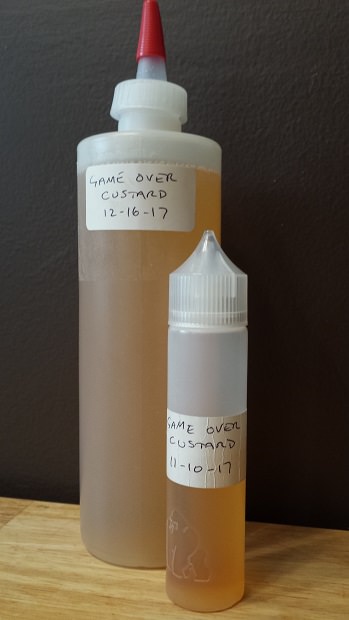 GAME OVER
CUSTARD
12-16-17
GAME OVER
CUSTARD
11-10-17